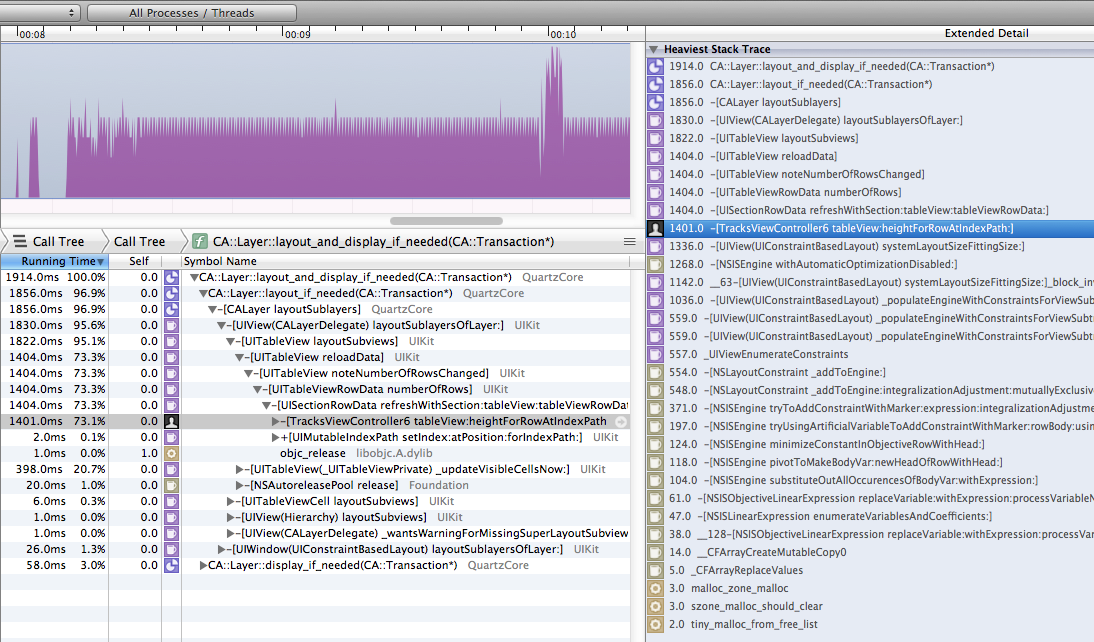 All Processes / Threads
00:08 00:09 00:10
Call Tree Call Tree CA::Layer::layout_and_display_if_needed(CA::Transaction*)
Running Time Self Symbol Name
1914.0ms 100.0% 0.0 CA::Layer::layout_and_display_if_needed(CA::Transaction*) QuartzCore
1856.0ms 96.9% 0.0 CA::Layer::layout_if_needed(CA::Transaction*) QuartzCore
1856.0ms 96.9% 0.0 -[CALayer layoutSublayers] QuartzCore
1830.0ms 95.6% 0.0 -[UIView(CALayerDelegate) layoutSublayersOfLayer:] UIKit
1822.0ms 95.1% 0.0 -[UITableView layoutSubviews] UIKit
1404.0ms 73.3% 0.0 -[UITableView reloadData] UIKit
1404.0ms 73.3% 0.0 -[UITableView noteNumberOfRowsChanged] UIKit
1404.0ms 73.3% 0.0 -[UITableViewRowData numberOfRows] UIKit
1404.0ms 73.3% 0.0 -[UISectionRowData refreshWithSection:tableView:tableViewRowDat
1401.0ms 73.1% 0.0 -[TracksViewController6 tableView:heightForRowAtIndexPath
2.0ms 0.1% 0.0 +[UIMutableIndexPath setIndex:atPosition:forIndexPath:] UIKit
1.0ms 0.0% 1.0 objc_release libobjc.A.dylib
398.0ms 20.7% 0.0 -[UITableView(_UITableViewPrivate) _updateVisibleCellsNow:] UIKit
20.0ms 1.0% 0.0 -[NSAutoreleasePool release] Foundation
6.0ms 0.3% 0.0 -[UITableViewCell layoutSubviews] UIKit
1.0ms 0.0% 0.0 -[UIView(Hierarchy) layoutSubviews] UIKit
1.0ms 0.0% 0.0 -[UIView(CALayerDelegate) _wantsWarningForMissingSuperLayoutSubview
26.0ms 1.3% 0.0 -[UIWindow(UIConstraintBasedLayout) layoutSublayersOfLayer:] UIKit
58.0ms 3.0% 0.0 CA::Layer::display_if_needed(CA::Transaction*) QuartzCore
Extended Detail
Heaviest Stack Trace
1914.0 CA::Layer::layout_and_display_if_needed(CA::Transaction*)
1856.0 CA::Layer::layout_if_needed(CA::Transaction*)
1856.0 -[CALayer layoutSublayers]
1830.0 -[UIView(CALayerDelegate) layoutSublayersOfLayer:]
1822.0 -[UITableView layoutSubviews]
1404.0 -[UITableView reloadData]
1404.0 -[UITableView noteNumberOfRowsChanged]
1404.0 -[UITableViewRowData numberOfRows]
1404.0 -[UISectionRowData refreshWithSection:tableView:tableViewRowData:]
1401.0 -[TracksViewController6 tableView:heightForRowAtIndexPath:]
1336.0 -[UIView(UIConstraintBasedLayout) systemLayoutSizeFittingSize:]
1268.0 -[NSISEngine withAutomaticOptimizationDisabled:]
1142.0 __63-[UIView(UIConstraintBasedLayout) systemLayoutSizeFittingSize:]_block_inv
1036.0 -[UIView(UIConstraintBasedLayout) _populateEngineWithConstraintsForViewSub
559.0 -[UIView(UIConstraintBasedLayout) _populateEngineWithConstraintsForViewSubt
559.0 -[UIView(UIConstraintBasedLayout) _populateEngineWithConstraintsForViewSubt
557.0 _UIViewEnumerateConstraints
554.0 -[NSLayoutConstraint _addToEngine:]
548.0 -[NSLayoutConstraint _addToEngine:integralizationAdjustment:mutuallyExclusiv
371.0 -[NSISEngine tryToAddConstraintWithMarker:expression:integralizationAdjustme
197.0 -[NSISEngine tryUsingArtificialVariableToAddConstraintWithMarker:rowBody:usin
124.0 -[NSISEngine minimizeConstantInObjectiveRowWithHead:]
118.0 -[NSISEngine pivotToMakeBodyVar:newHeadOfRowWithHead:]
104.0 -[NSISEngine substituteOutAllOccurencesOfBodyVar:withExpression:]
61.0 -[NSISObjectiveLinearExpression replaceVariable:withExpression:processVariableN
47.0 -[NSISLinearExpression enumerateVariablesAndCoefficients:]
38.0 __128-[NSISObjectiveLinearExpression replaceVariable:withExpression:processVar
14.0 __CFArrayCreateMutableCopy0
5.0 _CFArrayReplaceValues
3.0 malloc_zone_malloc
3.0 szone_malloc_should_clear
2.0 tiny_malloc_from_free_list